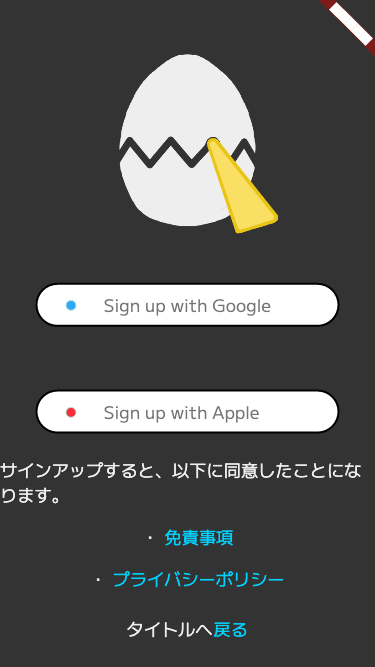 Sign up with Google
Sign up with Apple
サインアップすると、以下に同意したことにな
ります。
・ 免責事項
・ プライバシーポリシー
タイトルへ戻る